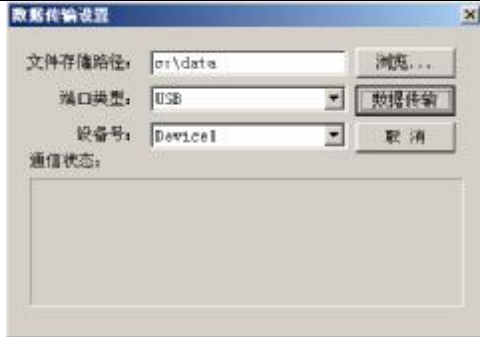 数据传输设置
文件存储路径: c:\data 浏览...
端口类型: USB 数据传输
设备号: Device1 取消
通信状态: